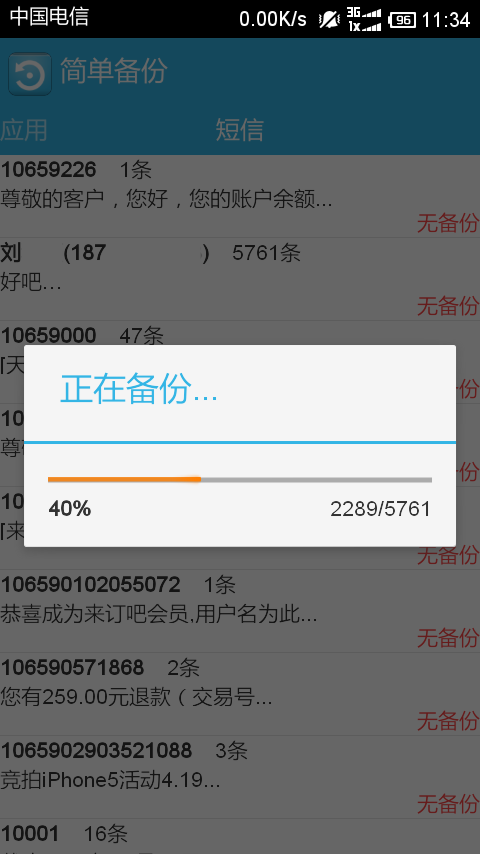 中国电信 0.00K/s 3G 1x 96 11:34
简单备份
应用 短信
10659226 1条
尊敬的客户，您好，您的账户余额...
无备份
刘 (187 ) 5761条
好吧...
无备份
10659000 47条
[天
份
10
尊
份
10
[来
无备份
正在备份...
40% 2289/5761
106590102055072 1条
恭喜成为来订吧会员,用户名为此...
无备份
106590571868 2条
您有259.00元退款（交易号...
无备份
1065902903521088 3条
竞拍iPhone5活动4.19...
无备份
10001 16条